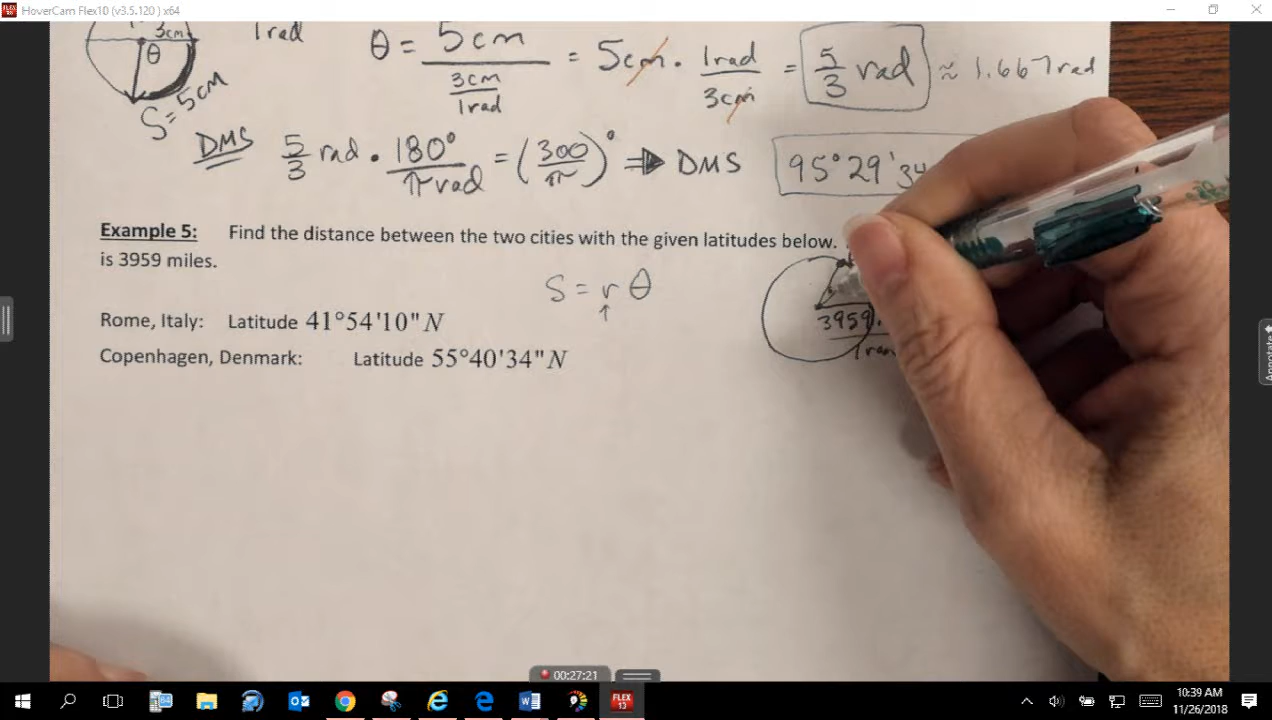 HoverCam Flex10 (v3.5.120) x64
3cm
θ
S = 5cm
1rad
θ = 5cm / (3cm / 1rad) = 5cm · 1rad / 3cm = 5/3 rad ≈ 1.667rad
DMS 5/3 rad · 180° / πrad = (300/π)° ⇒ DMS 95°29'34
Example 5: Find the distance between the two cities with the given latitudes below.
is 3959 miles.
S = r θ
↑
3959
Rome, Italy: Latitude 41°54'10" N
Copenhagen, Denmark: Latitude 55°40'34" N
Annotate
00:27:21
10:39 AM
11/26/2018